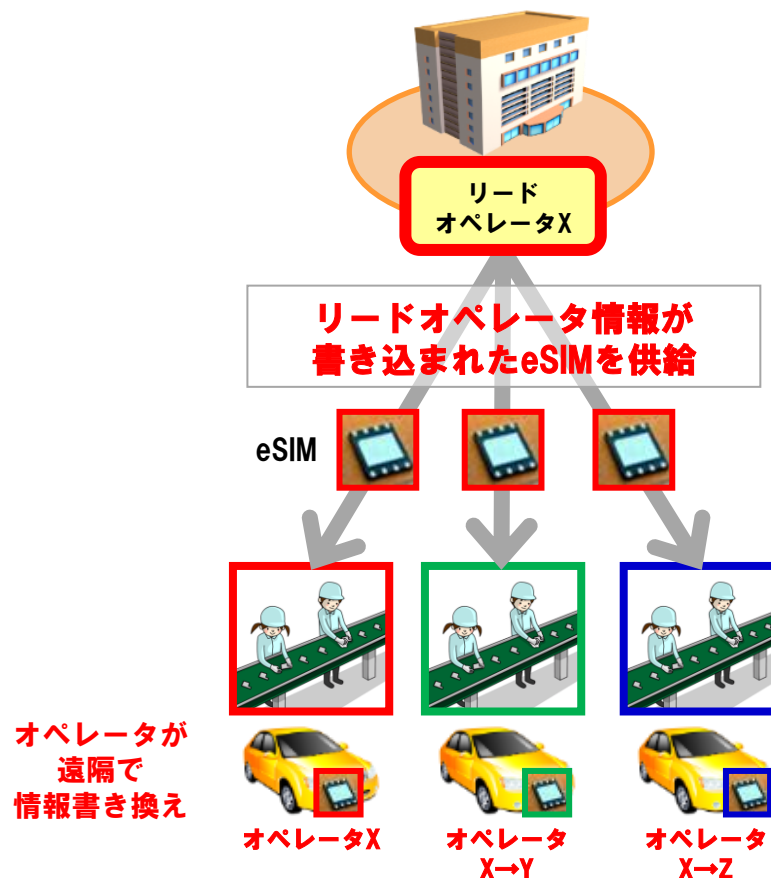 リード
オペレータX
リードオペレータ情報が
書き込まれたeSIMを供給
eSIM
オペレータが
遠隔で
情報書き換え
オペレータX
オペレータ
X→Y
オペレータ
X→Z